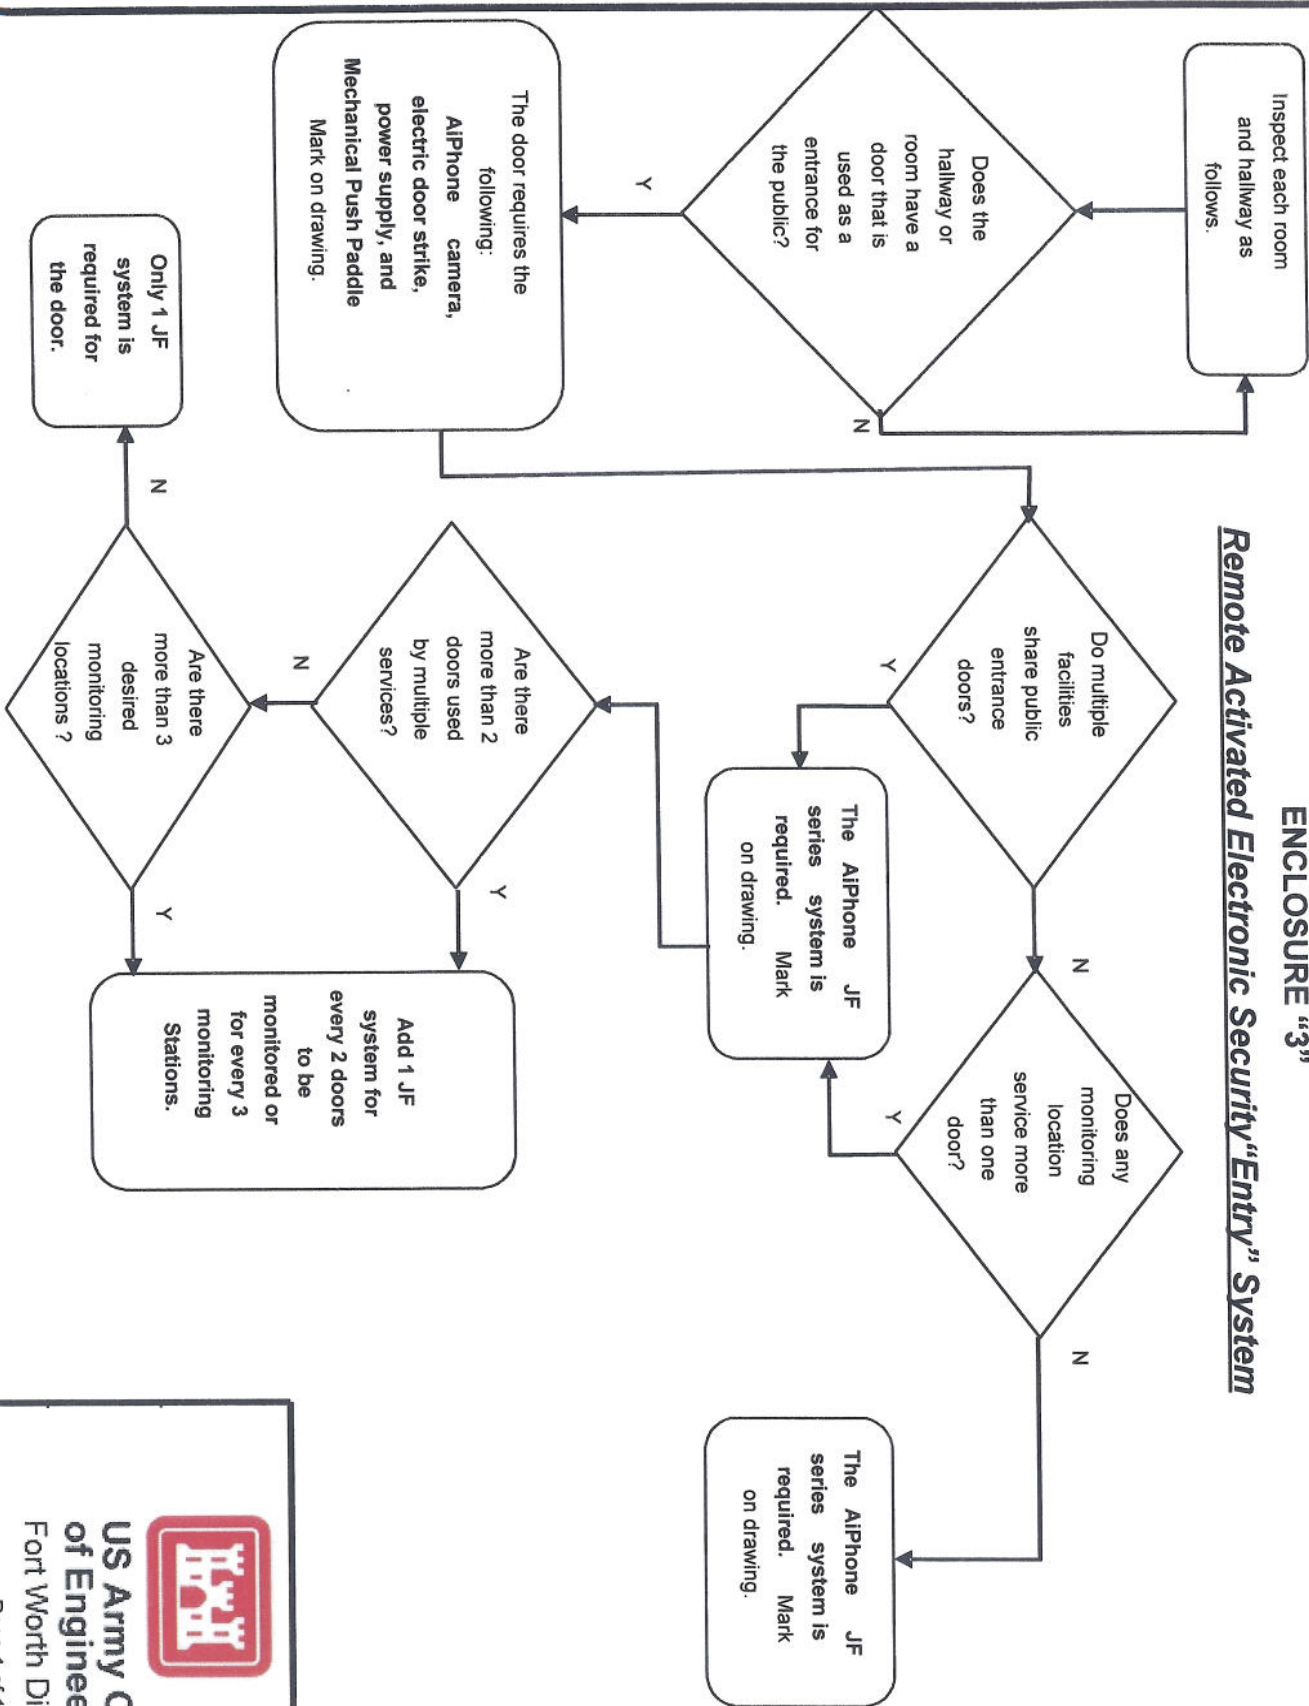 ENCLOSURE “3”
Remote Activated Electronic Security“Entry” System
Inspect each room
and hallway as
follows.
Does the
hallway or
room have a
door that is
used as a
entrance for
the public?
N
Y
The door requires the
following:
AiPhone camera,
electric door strike,
power supply, and
Mechanical Push Paddle
Mark on drawing.
Do multiple
facilities
share public
entrance
doors?
N
Y
Does any
monitoring
location
service more
than one
door?
N
Y
The AiPhone JF
series system is
required. Mark
on drawing.
The AiPhone JF
series system is
required. Mark
on drawing.
Are there
more than 2
doors used
by multiple
services?
Y
N
Are there
more than 3
desired
monitoring
locations ?
N
Y
Only 1 JF
system is
required for
the door.
Add 1 JF
system for
every 2 doors
to be
monitored or
for every 3
monitoring
Stations.
US Army
of Enginee
Fort Worth Di